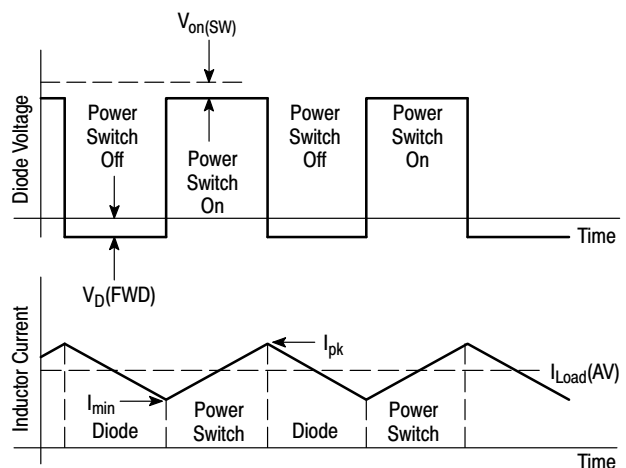 Von(SW)
Diode Voltage
Power
Switch
Off
Power
Switch
On
Power
Switch
Off
Power
Switch
On
Time
VD(FWD)
Inductor Current
Ipk
ILoad(AV)
Imin
Diode
Power
Switch
Diode
Power
Switch
Time